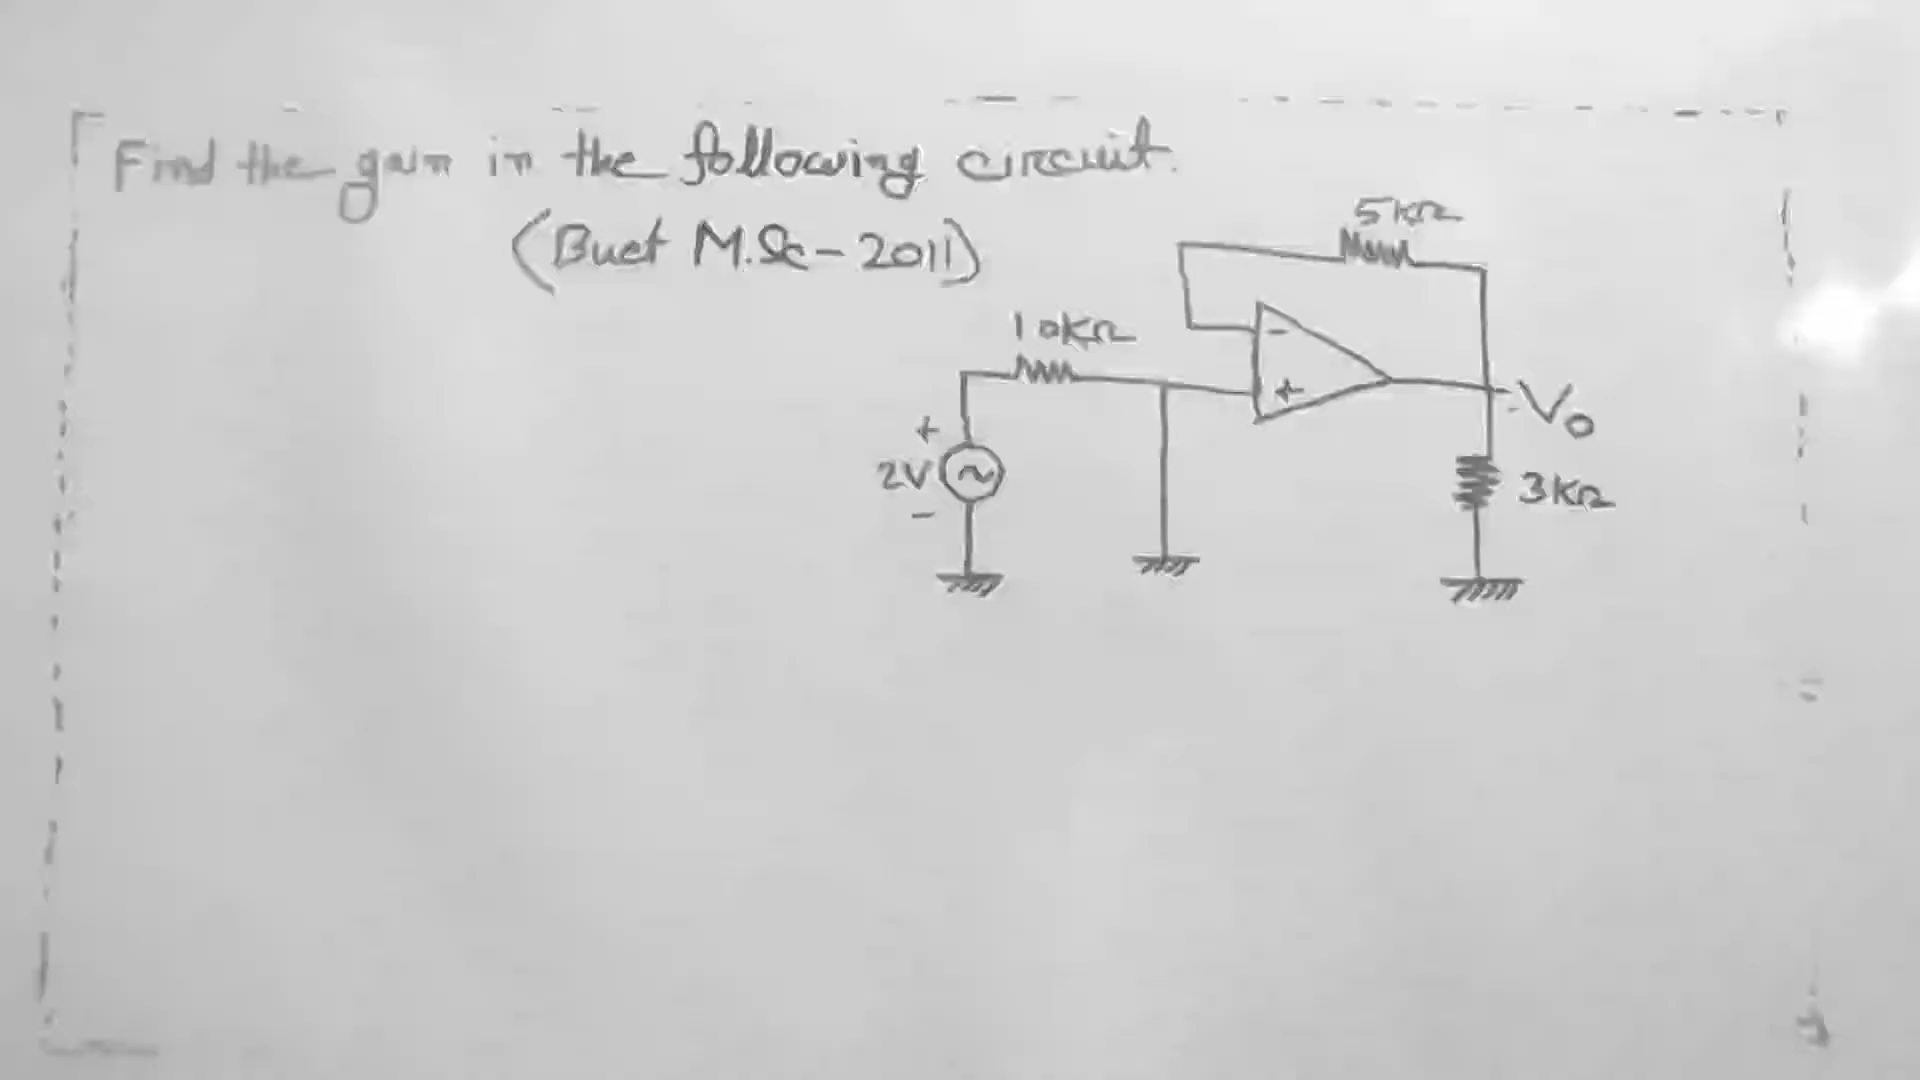 Find the gain in the following circuit.
(Buet M.Sc - 2011)
5kΩ
10kΩ
-
+
Vo
+
2V
-
3kΩ